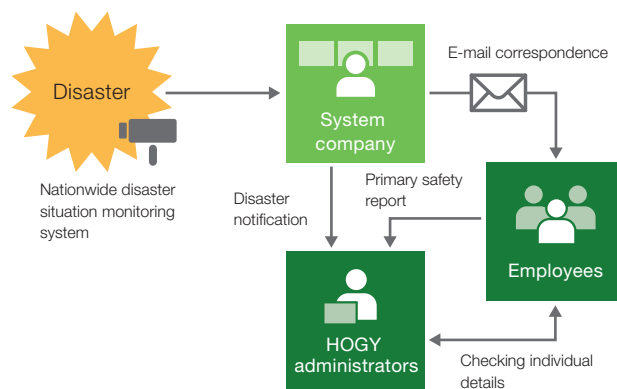 Disaster
Nationwide disaster
situation monitoring
system
System
company
E-mail correspondence
Disaster
notification
Primary safety
report
Employees
HOGY
administrators
Checking individual
details